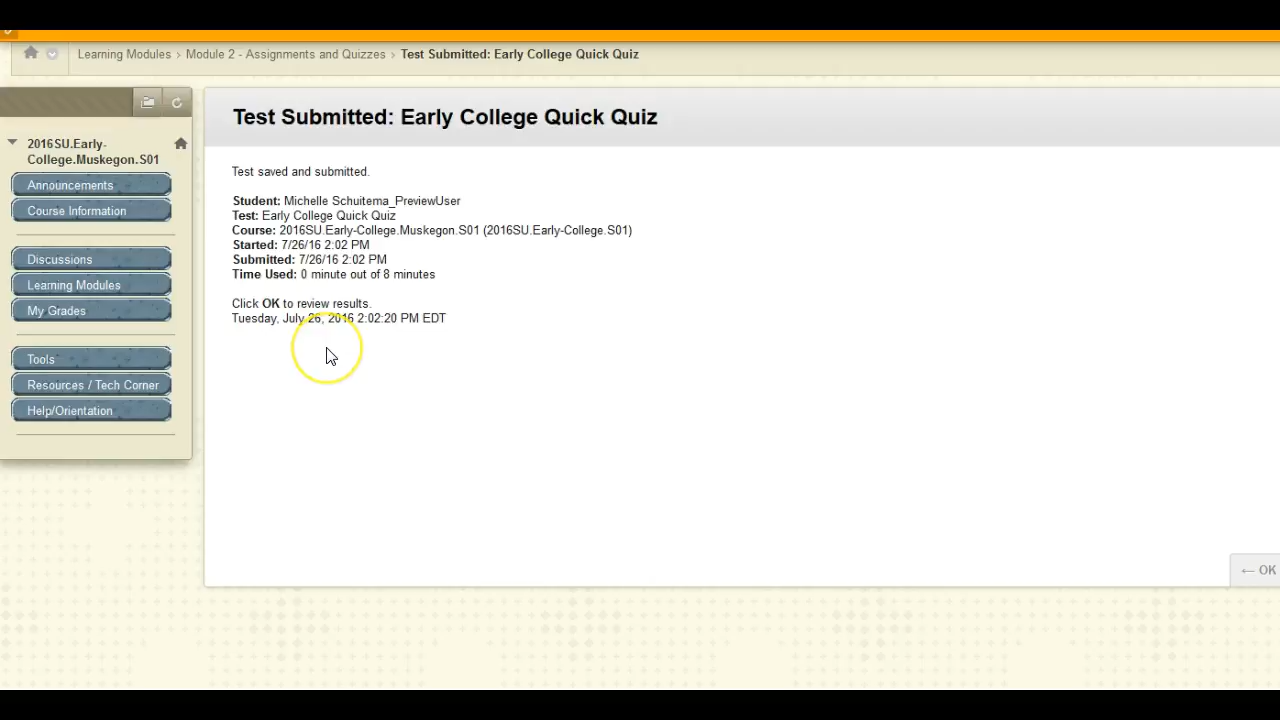 Learning Modules > Module 2 - Assignments and Quizzes > Test Submitted: Early College Quick Quiz
2016SU.Early-
College.Muskegon.S01
Announcements
Course Information
Discussions
Learning Modules
My Grades
Tools
Resources / Tech Corner
Help/Orientation
Test Submitted: Early College Quick Quiz
Test saved and submitted.
Student: Michelle Schuitema_PreviewUser
Test: Early College Quick Quiz
Course: 2016SU.Early-College.Muskegon.S01 (2016SU.Early-College.S01)
Started: 7/26/16 2:02 PM
Submitted: 7/26/16 2:02 PM
Time Used: 0 minute out of 8 minutes
Click OK to review results.
Tuesday, July 26, 2016 2:02:20 PM EDT
← OK